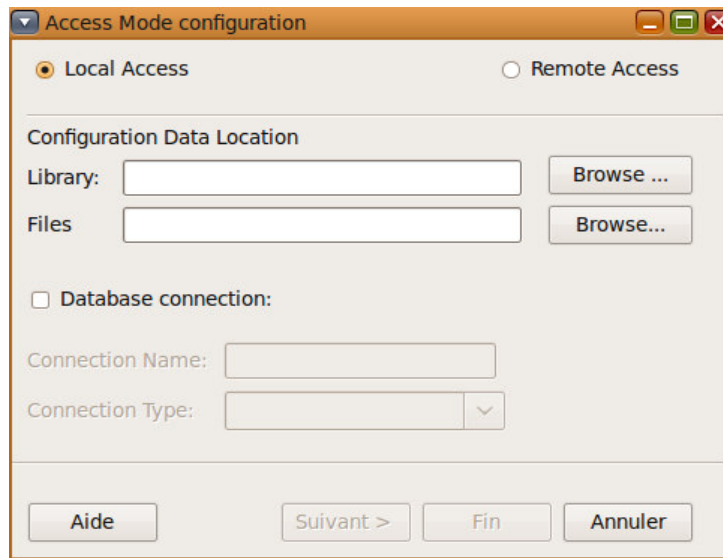 Access Mode configuration
Local Access Remote Access
Configuration Data Location
Library: Browse ...
Files Browse...
Database connection:
Connection Name:
Connection Type:
Aide Suivant > Fin Annuler